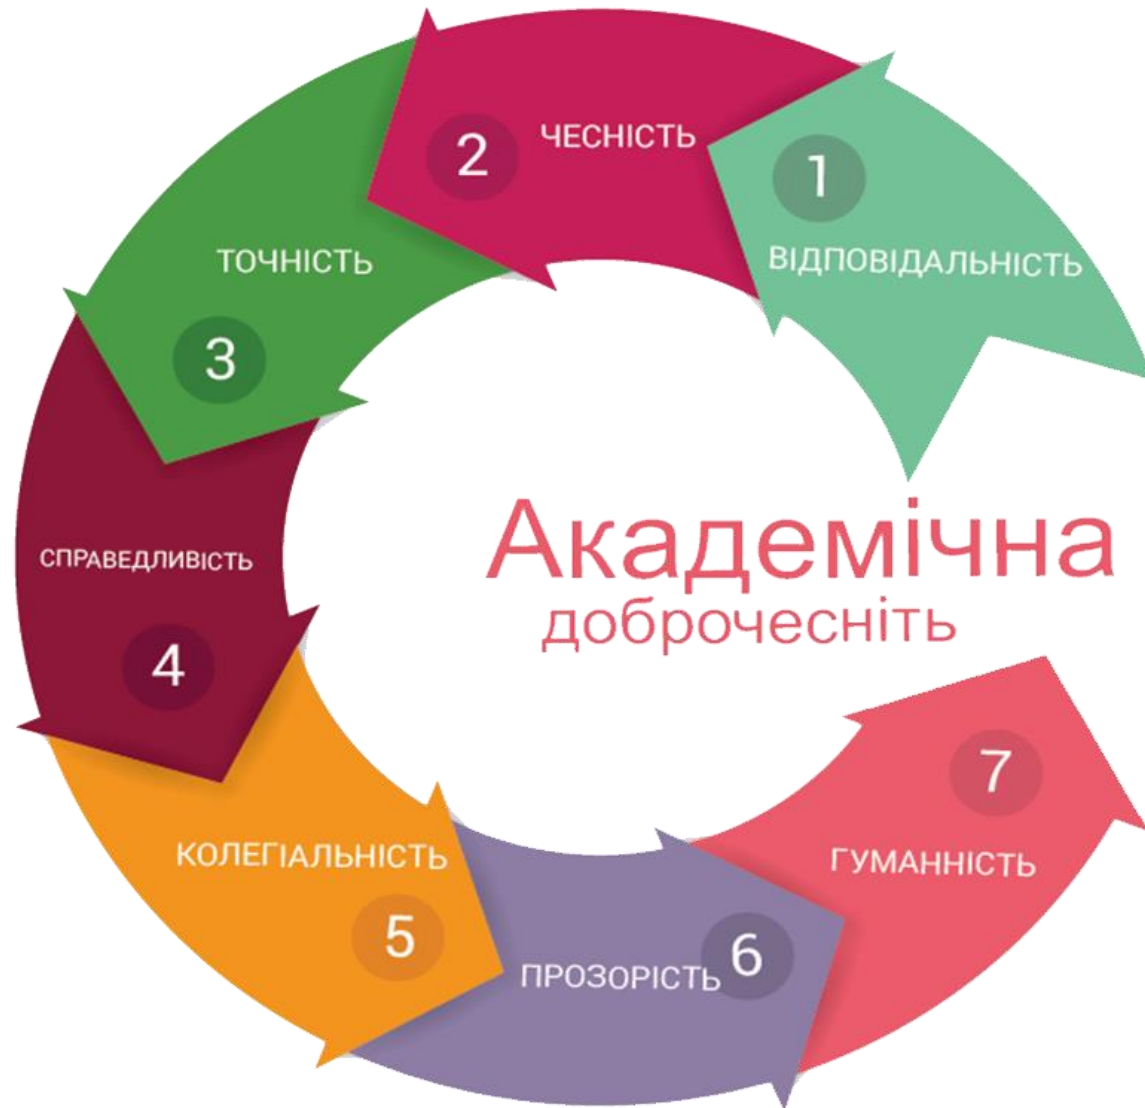 1
ВІДПОВІДАЛЬНІСТЬ
2 ЧЕСНІСТЬ
ТОЧНІСТЬ
3
СПРАВЕДЛИВІСТЬ
4
КОЛЕГІАЛЬНІСТЬ
5
ПРОЗОРІСТЬ 6
7
ГУМАННІСТЬ
Академічна
доброчесніть